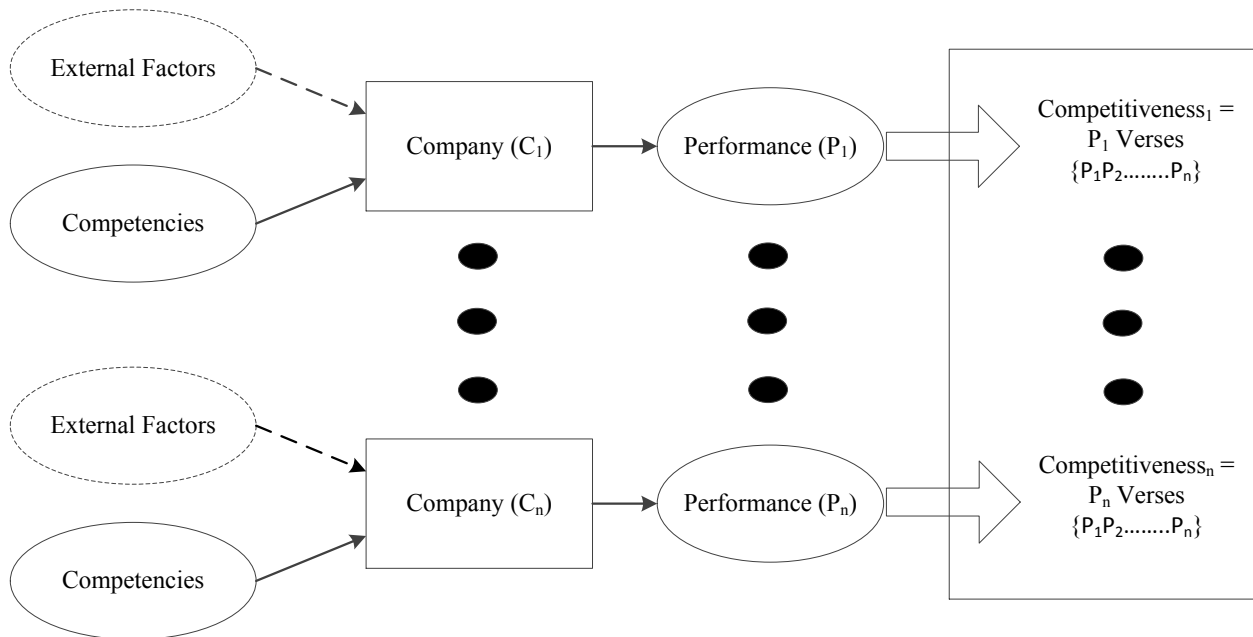 External Factors
Competencies
Company (C₁)
Performance (P₁)
Competitiveness₁ =
P₁ Verses
{P₁P₂........Pₙ}
External Factors
Competencies
Company (Cₙ)
Performance (Pₙ)
Competitivenessₙ =
Pₙ Verses
{P₁P₂........Pₙ}